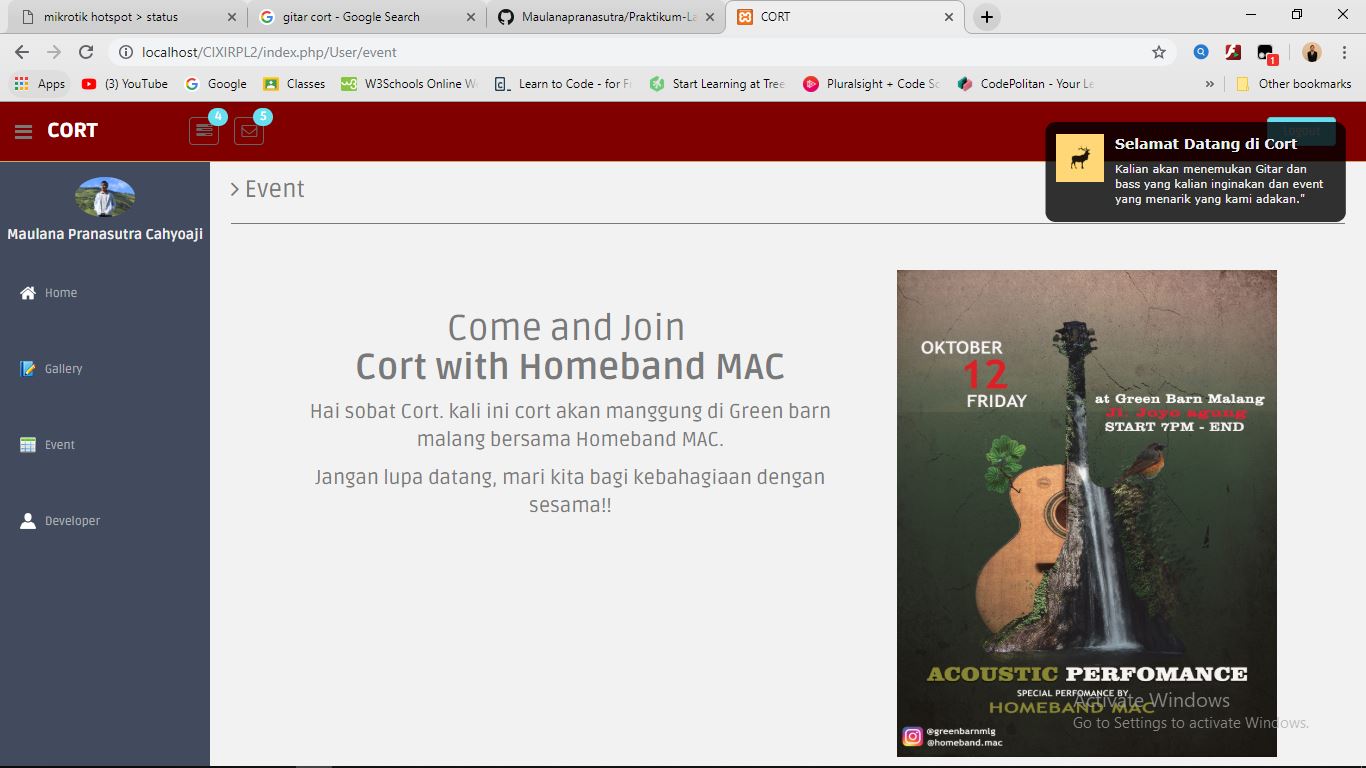 mikrotik hotspot > status
gitar cort - Google Search
Maulanapranasutra/Praktikum-La
CORT
localhost/CIXIRPL2/index.php/User/event
1
Apps
(3) YouTube
Google
Classes
W3Schools Online W
Learn to Code - for F
Start Learning at Tree
Pluralsight + Code Sc
CodePolitan - Your Le
»
Other bookmarks
CORT
4
5
Logout
Selamat Datang di Cort
Kalian akan menemukan Gitar dan
bass yang kalian inginakan dan event
yang menarik yang kami adakan."
Maulana Pranasutra Cahyoaji
Home
Gallery
Event
Developer
> Event
Come and Join
Cort with Homeband MAC
Hai sobat Cort. kali ini cort akan manggung di Green barn
malang bersama Homeband MAC.
Jangan lupa datang, mari kita bagi kebahagiaan dengan
sesama!!
OKTOBER
12
FRIDAY
at Green Barn Malang
Jl. Joyo agung
START 7PM - END
ACOUSTIC PERFOMANCE
SPECIAL PERFOMANCE BY
HOMEBAND MAC
@greenbarnmlg
@homeband.mac
Activate Windows
Go to Settings to activate Windows.